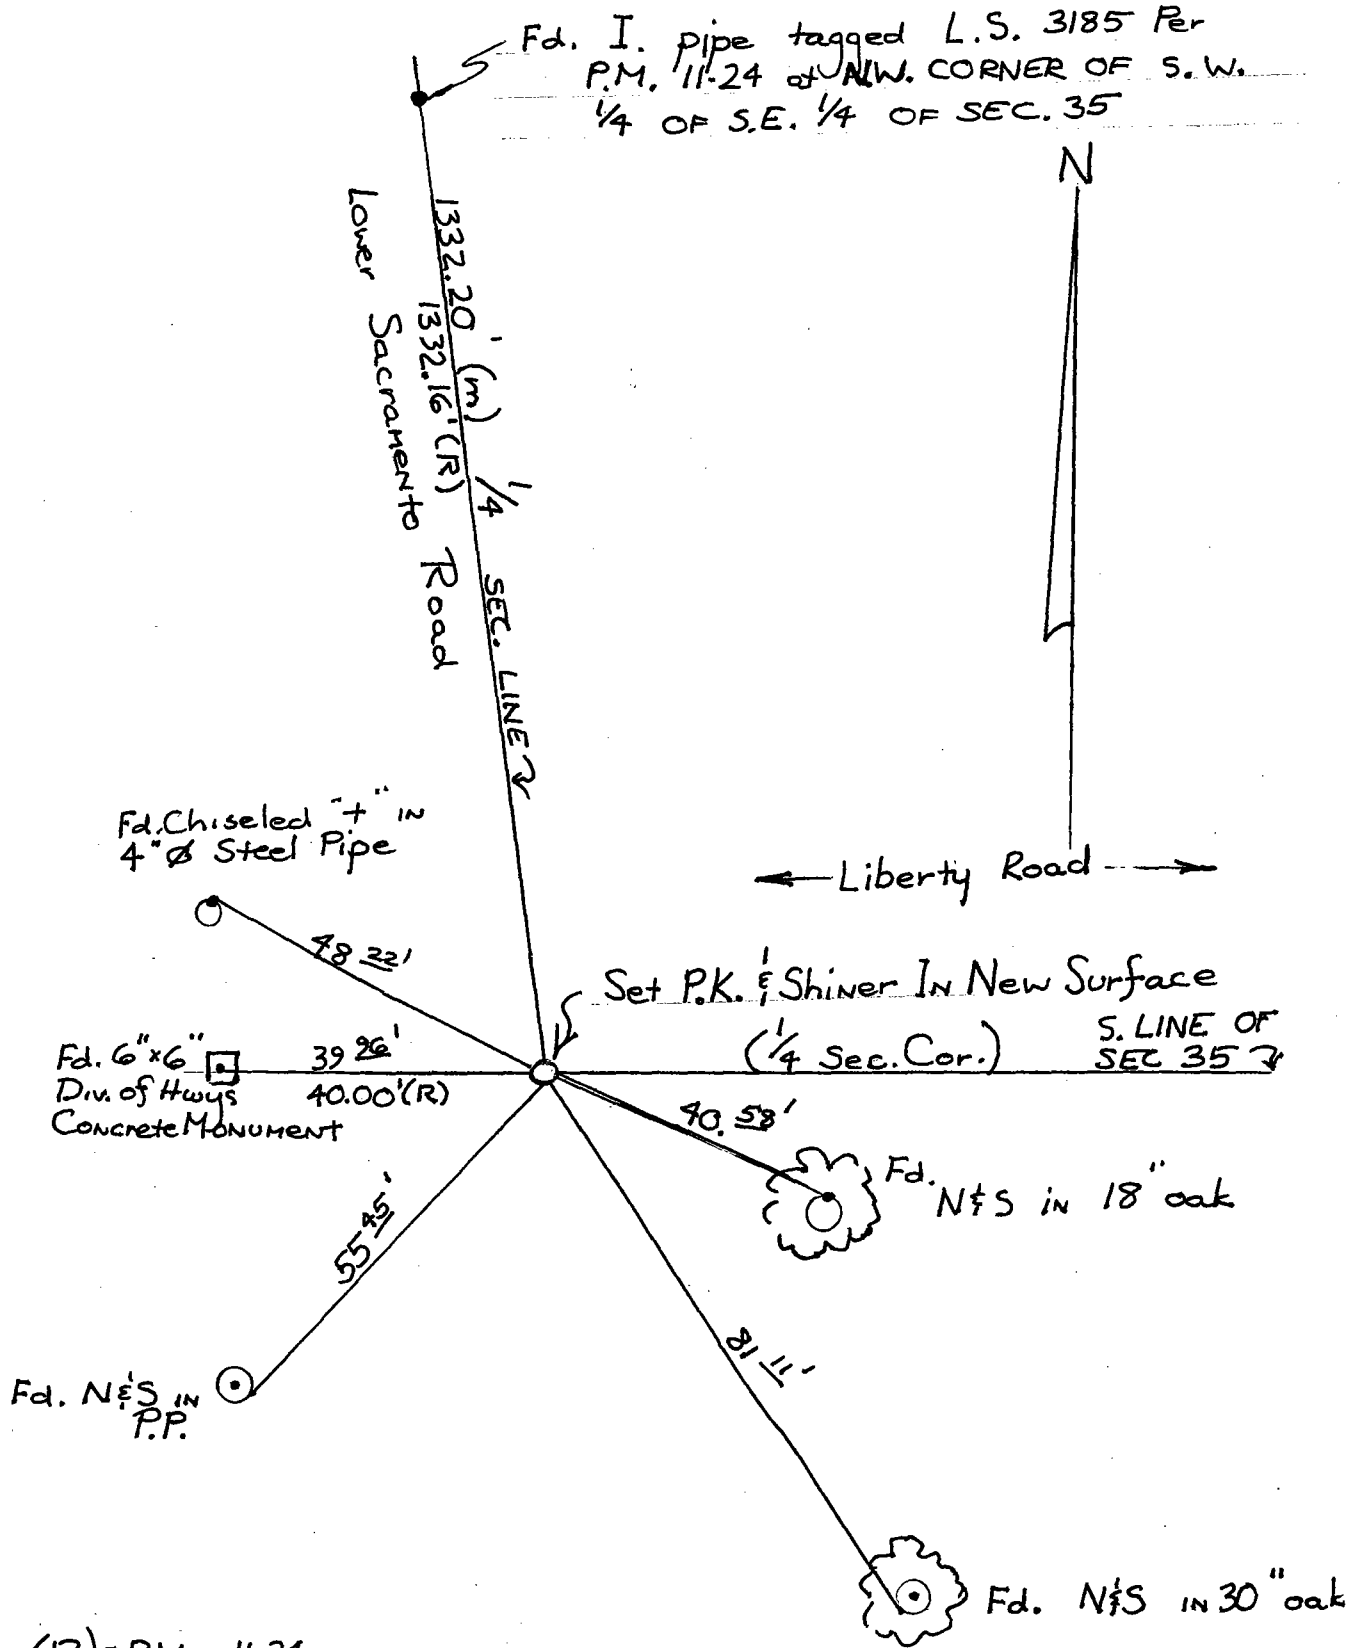 Fd. I. pipe tagged L.S. 3185 Per
P.M. 11-24 at N.W. CORNER OF S.W.
1/4 OF S.E. 1/4 OF SEC. 35
N
1332.20' (m) 1/4 SEC. LINE
1332.16' (R)
Lower Sacramento Road
Fd. Chiseled "+" IN
4"Ø Steel Pipe
Liberty Road
48 22'
Set P.K. & Shiner In New Surface
(1/4 Sec. Cor.)
S. LINE OF
SEC 35
Fd. 6"x6"
Div. of Hwys
Concrete Monument
39 96'
40.00'(R)
40.58'
Fd.
N&S in 18" oak
55 45'
81 11'
Fd. N&S IN
P.P.
Fd. N&S IN 30" oak
(R) = P.M. 11-24